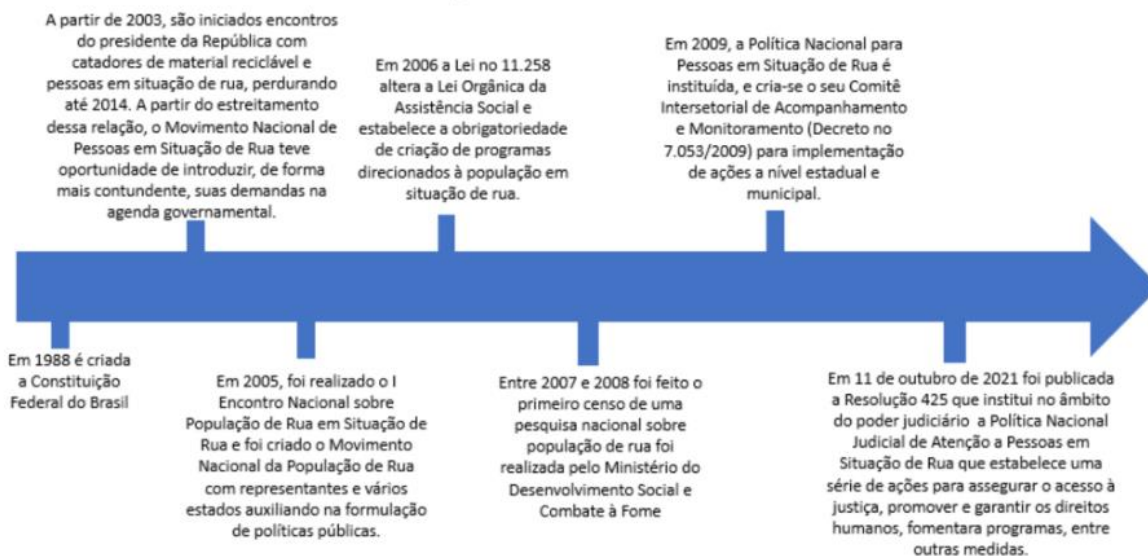 A partir de 2003, são iniciados encontros
do presidente da República com
catadores de material reciclável e
pessoas em situação de rua, perdurando
até 2014. A partir do estreitamento
dessa relação, o Movimento Nacional de
Pessoas em Situação de Rua teve
oportunidade de introduzir, de forma
mais contundente, suas demandas na
agenda governamental.
Em 2006 a Lei no 11.258
altera a Lei Orgânica da
Assistência Social e
estabelece a obrigatoriedade
de criação de programas
direcionados à população em
situação de rua.
Em 2009, a Política Nacional para
Pessoas em Situação de Rua é
instituída, e cria-se o seu Comitê
Intersetorial de Acompanhamento
e Monitoramento (Decreto no
7.053/2009) para implementação
de ações a nível estadual e
municipal.
Em 1988 é criada
a Constituição
Federal do Brasil
Em 2005, foi realizado o I
Encontro Nacional sobre
População de Rua em Situação de
Rua e foi criado o Movimento
Nacional da População de Rua
com representantes e vários
estados auxiliando na formulação
de políticas públicas.
Entre 2007 e 2008 foi feito o
primeiro censo de uma
pesquisa nacional sobre
população de rua foi
realizada pelo Ministério do
Desenvolvimento Social e
Combate à Fome
Em 11 de outubro de 2021 foi publicada
a Resolução 425 que institui no âmbito
do poder judiciário a Política Nacional
Judicial de Atenção a Pessoas em
Situação de Rua que estabelece uma
série de ações para assegurar o acesso à
justiça, promover e garantir os direitos
humanos, fomentara programas, entre
outras medidas.